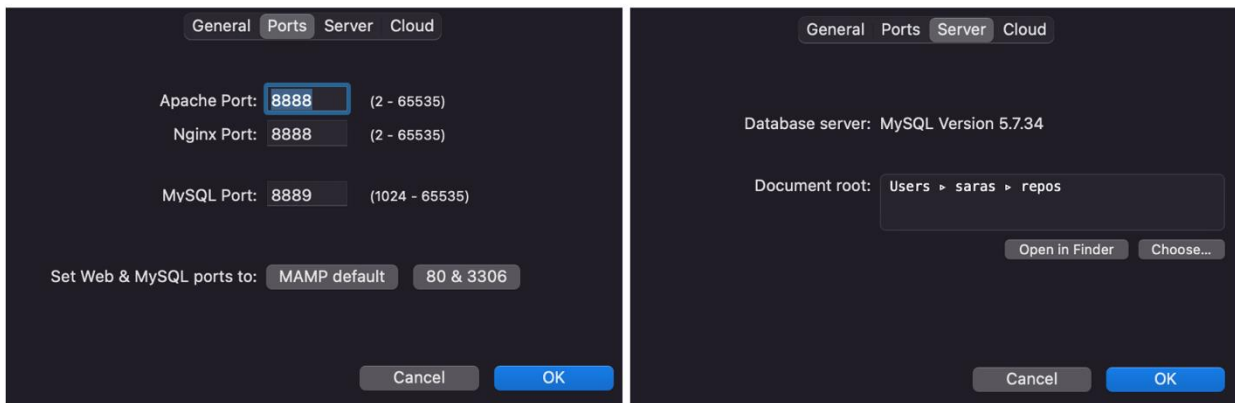 General Ports Server Cloud
Apache Port: 8888 (2 - 65535)
Nginx Port: 8888 (2 - 65535)
MySQL Port: 8889 (1024 - 65535)
Set Web & MySQL ports to: MAMP default 80 & 3306
Cancel OK
General Ports Server Cloud
Database server: MySQL Version 5.7.34
Document root: Users ▹ saras ▹ repos
Open in Finder Choose...
Cancel OK